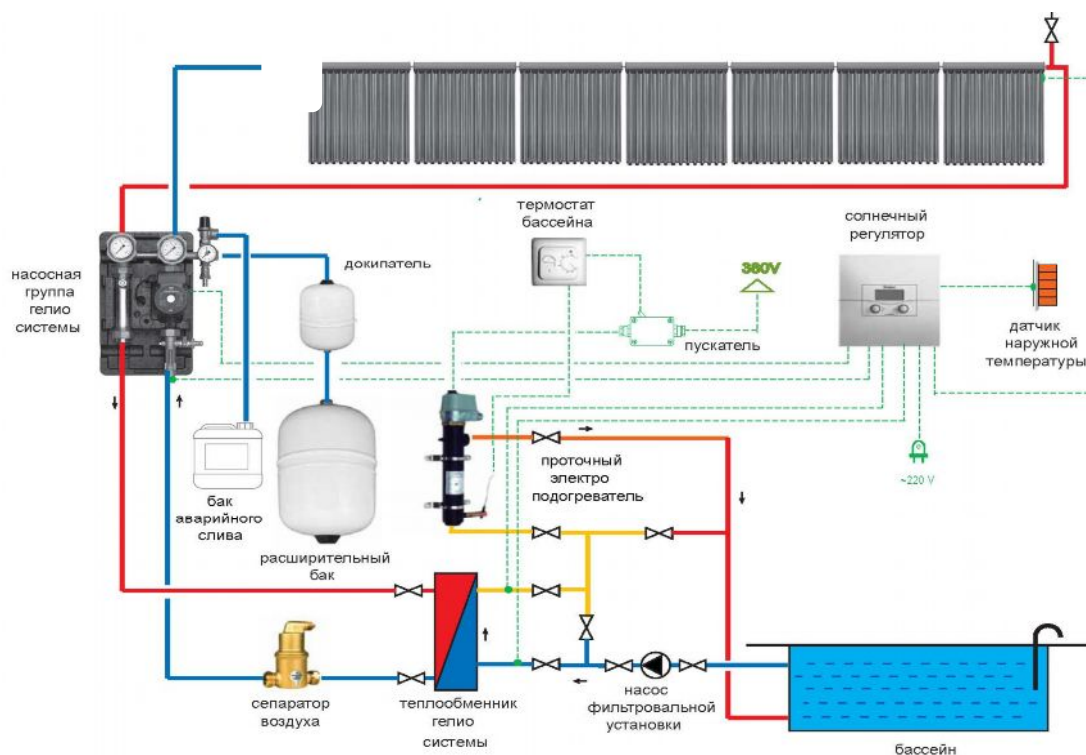 термостат
бассейна
солнечный
регулятор
докипатель
380V
насосная
группа
гелио
системы
пускатель
датчик
наружной
температуры
проточный
электро
подогреватель
~220 V
бак
аварийного
слива
расширительный
бак
сепаратор
воздуха
теплообменник
гелио
системы
насос
фильтровальной
установки
бассейн